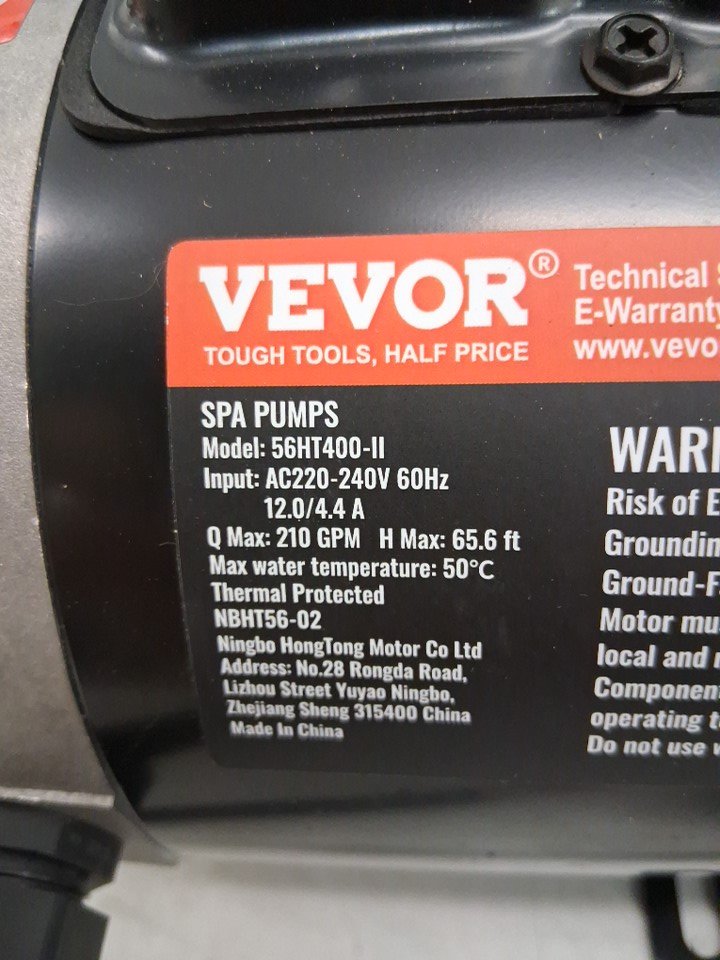 VEVOR®
TOUGH TOOLS, HALF PRICE
Technical
E-Warranty
www.vevo
SPA PUMPS
Model: 56HT400-II
Input: AC220-240V 60Hz
12.0/4.4 A
Q Max: 210 GPM H Max: 65.6 ft
Max water temperature: 50°C
Thermal Protected
NBHT56-02
Ningbo HongTong Motor Co Ltd
Address: No.28 Rongda Road,
Lizhou Street Yuyao Ningbo,
Zhejiang Sheng 315400 China
Made In China
WAR
Risk of E
Groundin
Ground-F
Motor mu
local and
Component
operating t
Do not use